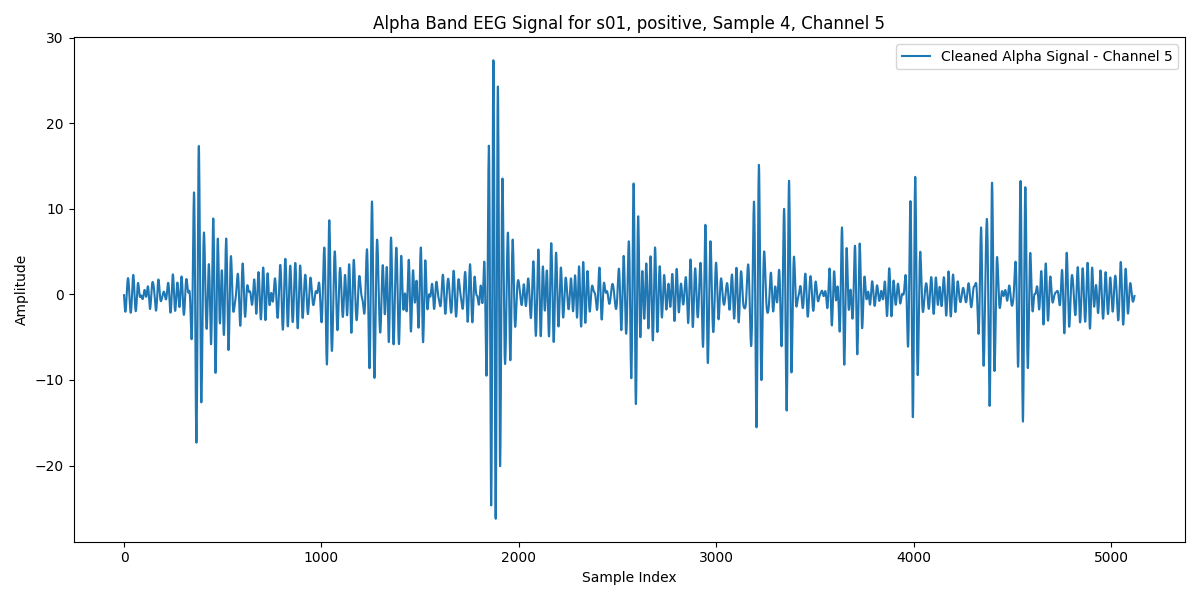 Alpha Band EEG Signal for s01, positive, Sample 4, Channel 5
Cleaned Alpha Signal - Channel 5
30
20
10
0
−10
−20
Amplitude
0 1000 2000 3000 4000 5000
Sample Index